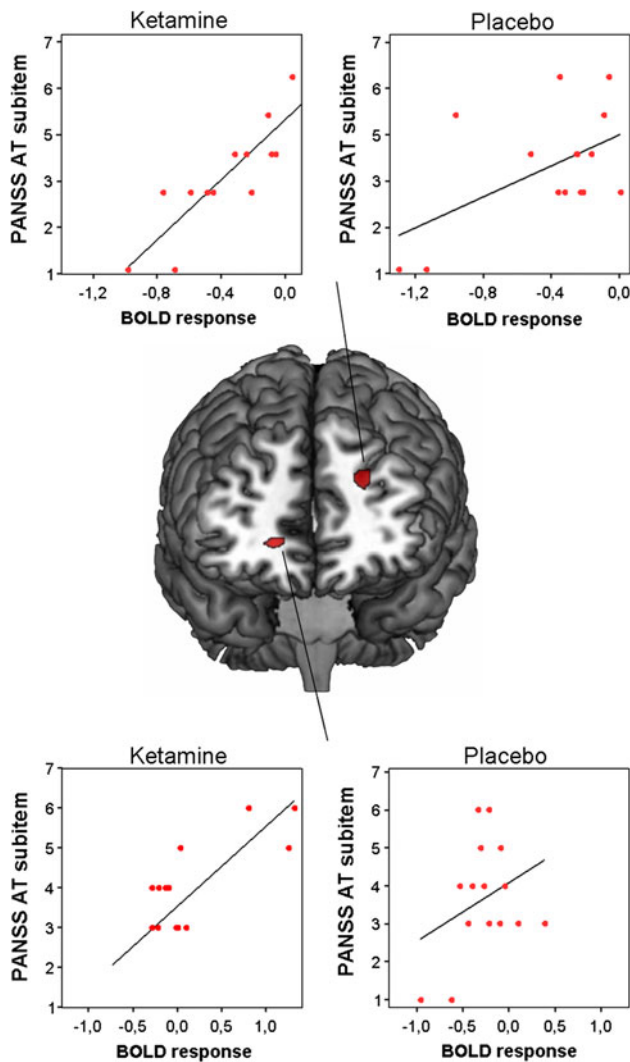 Ketamine
PANSS AT subitem
7
6
5
3
2
1
-1,2 -0,8 -0,4 0,0
BOLD response
Placebo
PANSS AT subitem
7
6
5
3
2
1
-1.2 -0,8 -0,4 0,0
BOLD response
Ketamine
PANSS AT subitem
7
6
5
4
3
2
1
-1,0 -0,5 0,0 0,5 1,0
BOLD response
Placebo
PANSS AT subitem
7
6
5
4
3
2
1
-1,0 -0,5 0,0 0,5 1,0
BOLD response